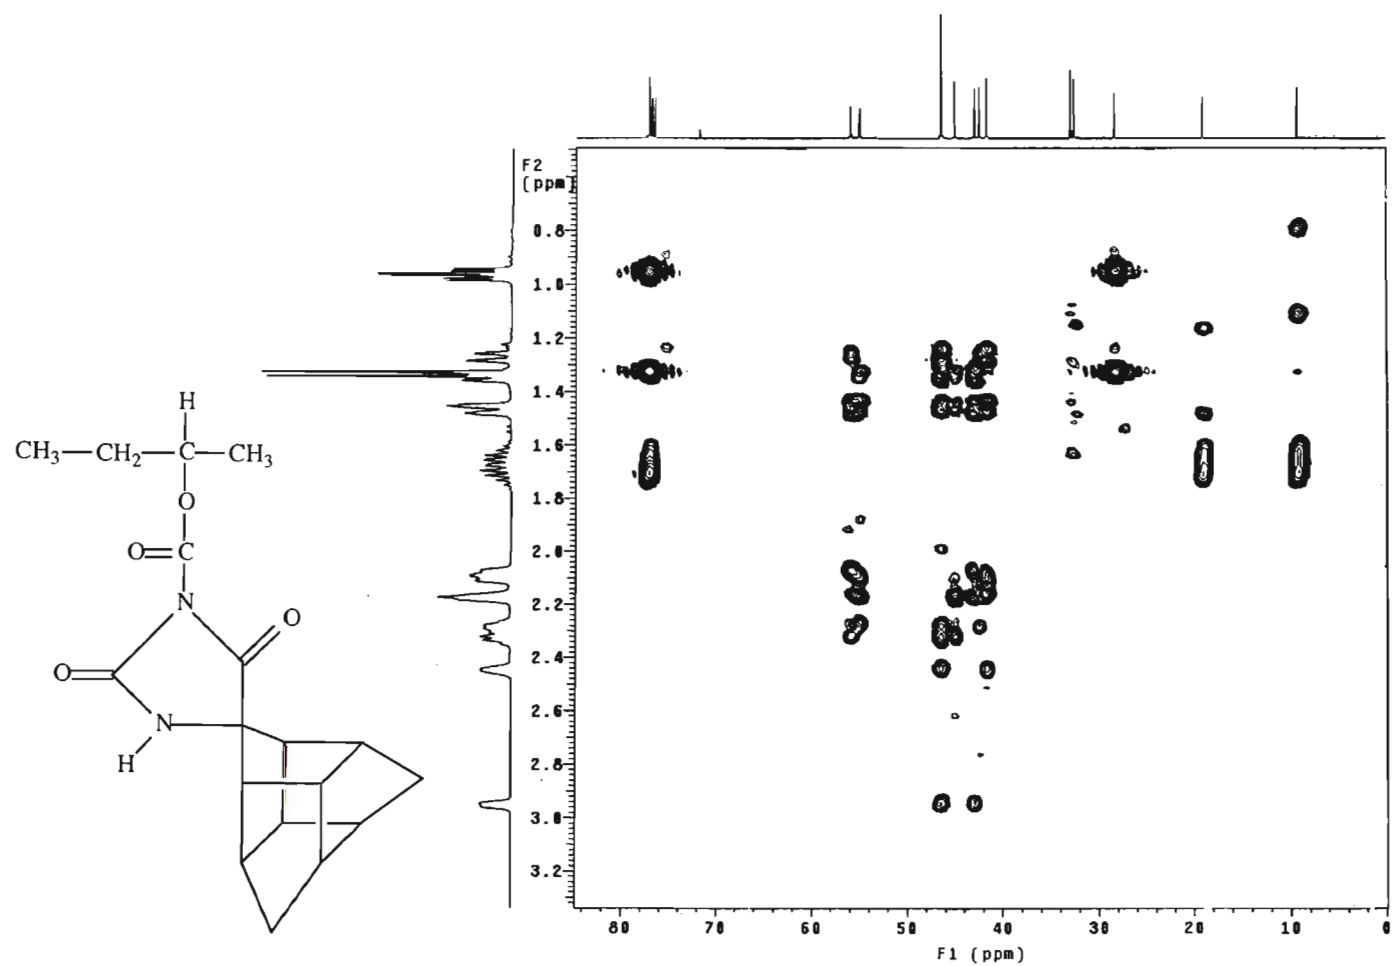 F2
(ppm)
0.8
1.0
1.2
1.4
1.6
1.8
2.0
2.2
2.4
2.6
2.8
3.0
3.2
80 70 60 50 40 30 20 10 0
F1 (ppm)
H
CH₃—CH₂—C—CH₃
O
O=C
N
O
O
N
H